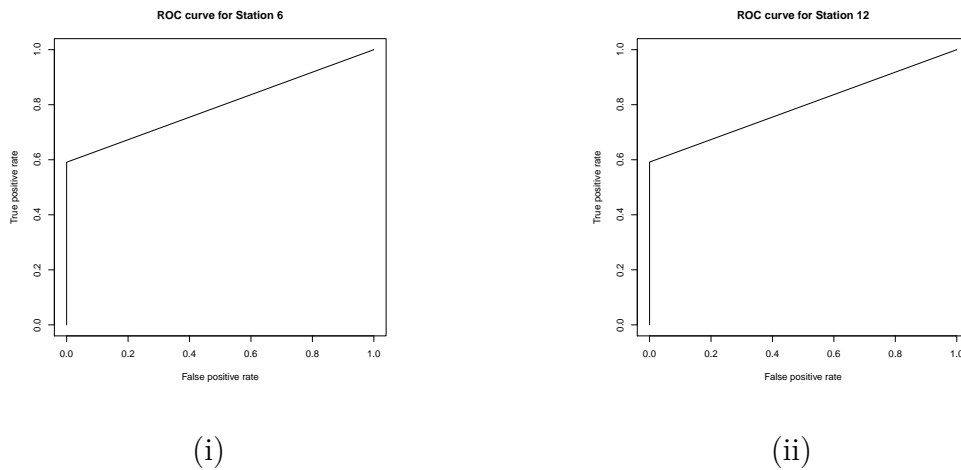 ROC curve for Station 6
True positive rate
1.0
0.8
0.6
0.4
0.2
0.0
0.0 0.2 0.4 0.6 0.8 1.0
False positive rate
(i)
ROC curve for Station 12
True positive rate
1.0
0.8
0.6
0.4
0.2
0.0
0.0 0.2 0.4 0.6 0.8 1.0
False positive rate
(ii)